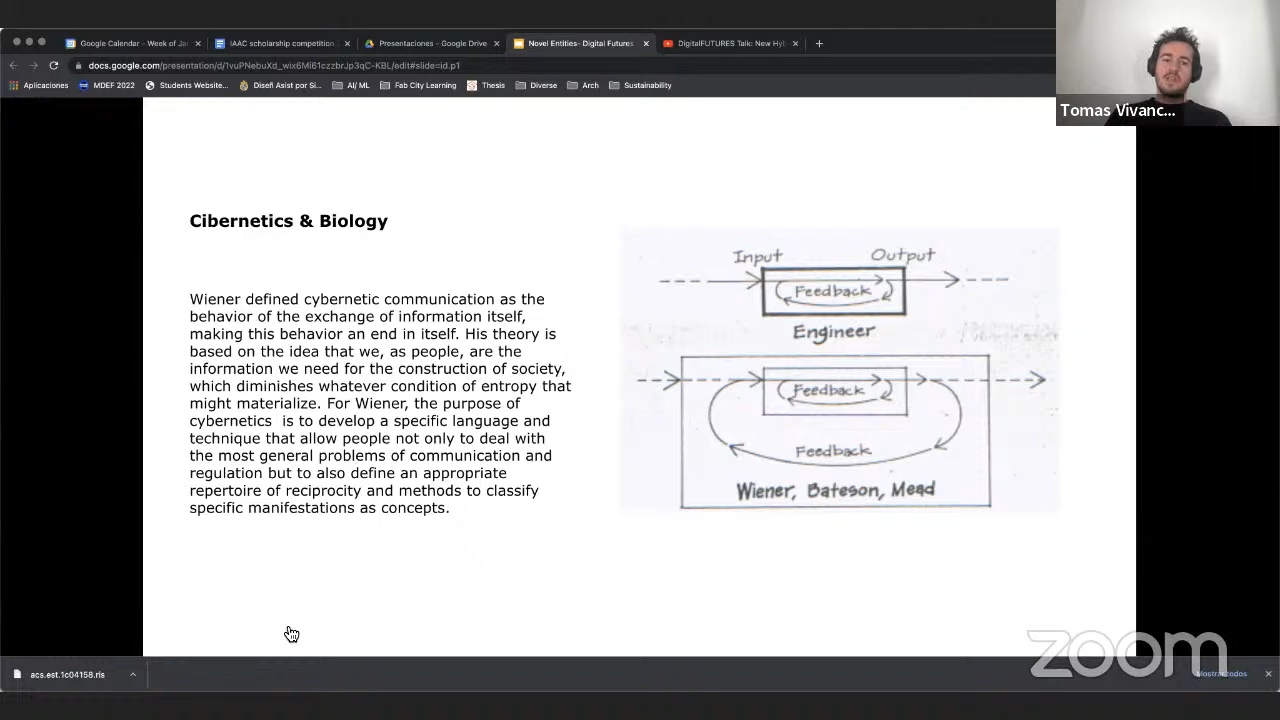 Google Calendar - Week of Ja
IAAC scholarship competition
Presentaciones - Google Drive
Novel Entities- Digital Futures
DigitalFUTURES Talk: New Hyb
docs.google.com/presentation/d/1vuPNebuXd_wix6Mi61czzbrJp3qC-KBL/edit#slide=id.p1
Aplicaciones
MDEF 2022
Students Website...
Diseñ Asist por Si...
AI/ ML
Fab City Learning
Thesis
Diverse
Arch
Sustainability
Tomas Vivanc...
Cibernetics & Biology
Wiener defined cybernetic communication as the
behavior of the exchange of information itself,
making this behavior an end in itself. His theory is
based on the idea that we, as people, are the
information we need for the construction of society,
which diminishes whatever condition of entropy that
might materialize. For Wiener, the purpose of
cybernetics is to develop a specific language and
technique that allow people not only to deal with
the most general problems of communication and
regulation but to also define an appropriate
repertoire of reciprocity and methods to classify
specific manifestations as concepts.
Input
Output
Feedback
Engineer
Feedback
Feedback
Wiener, Bateson, Mead
acs.est.1c04158.ris
Mostrar todos
zoom